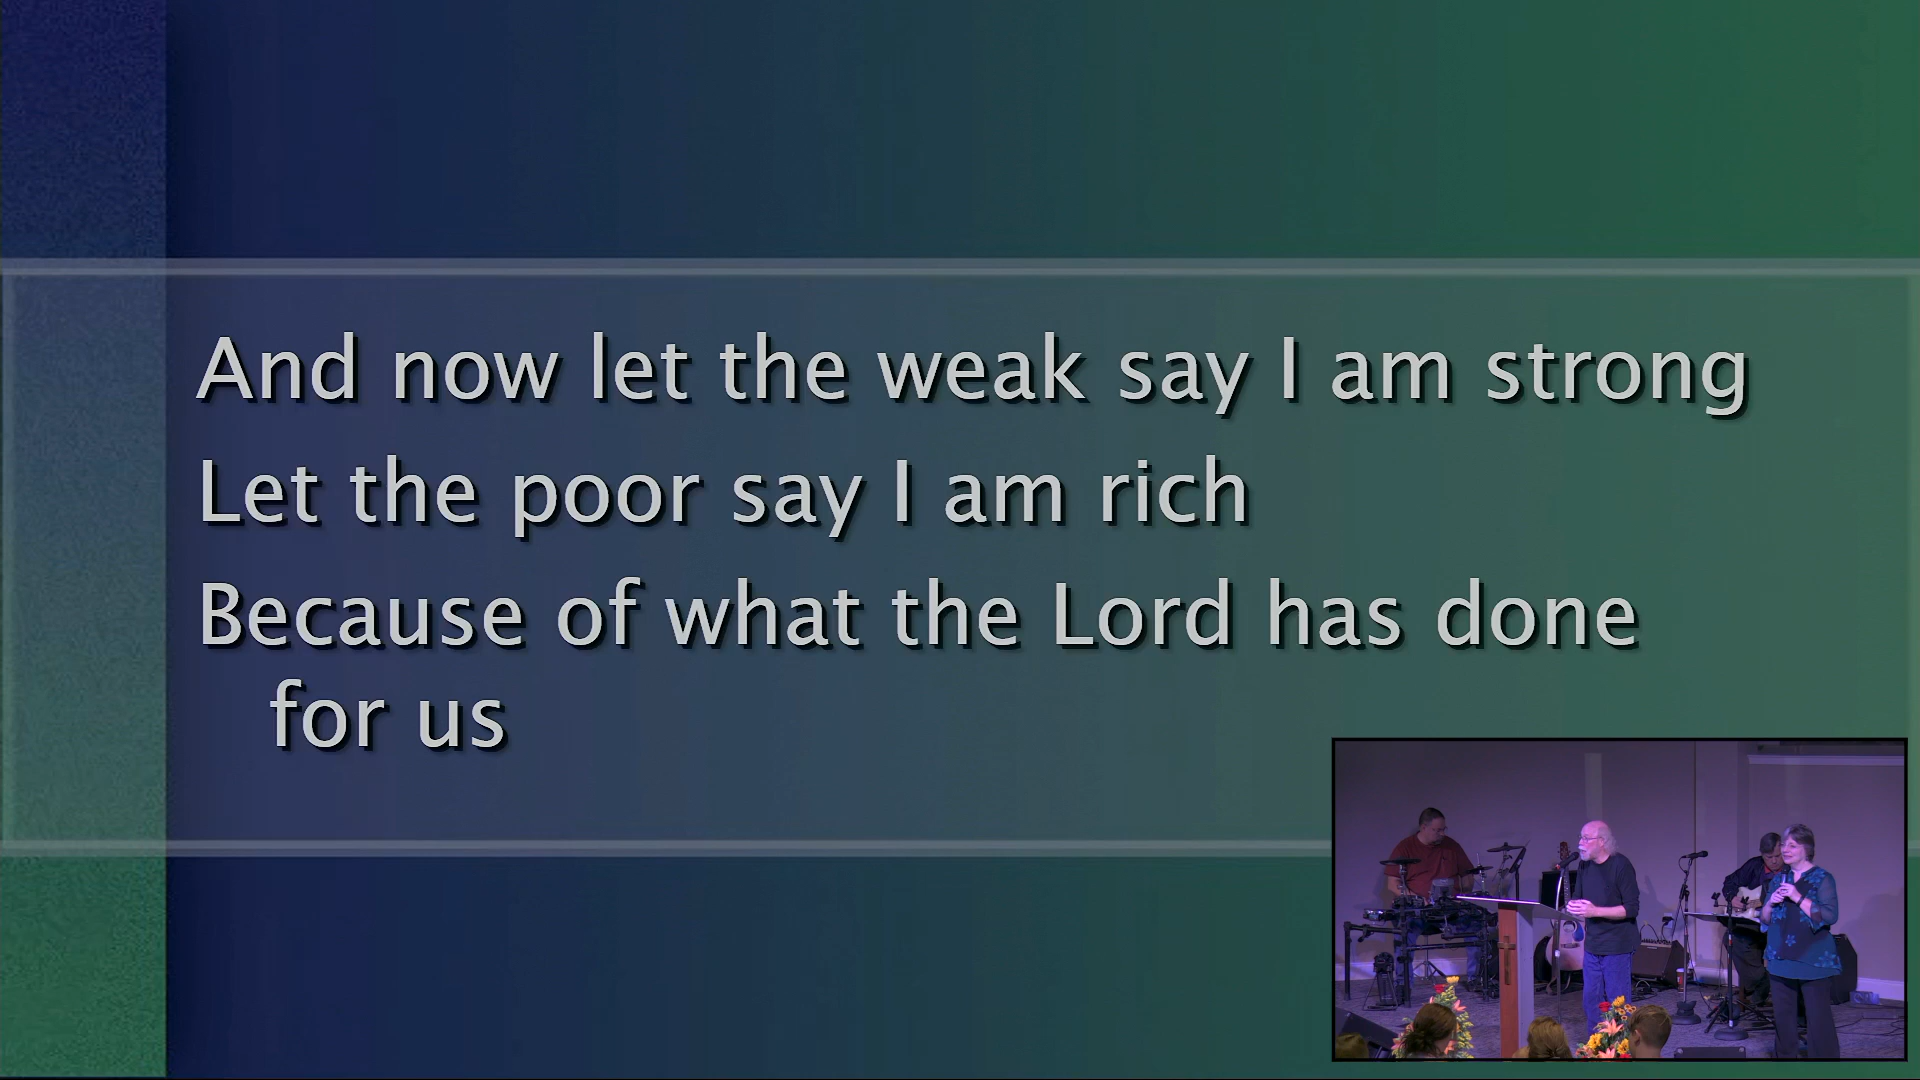 And now let the weak say I am strong
Let the poor say I am rich
Because of what the Lord has done
for us